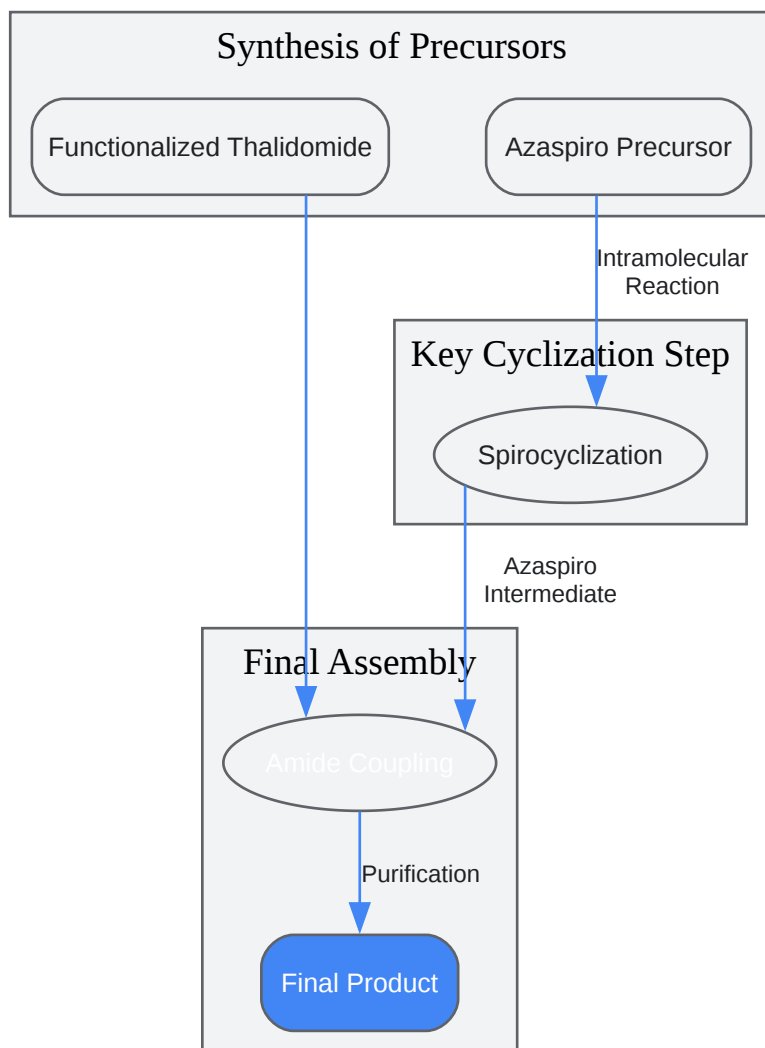 Synthesis of Precursors
Functionalized Thalidomide
Azaspiro Precursor
Intramolecular
Reaction
Key Cyclization Step
Spirocyclization
Azaspiro
Intermediate
Final Assembly
Amide Coupling
Purification
Final Product